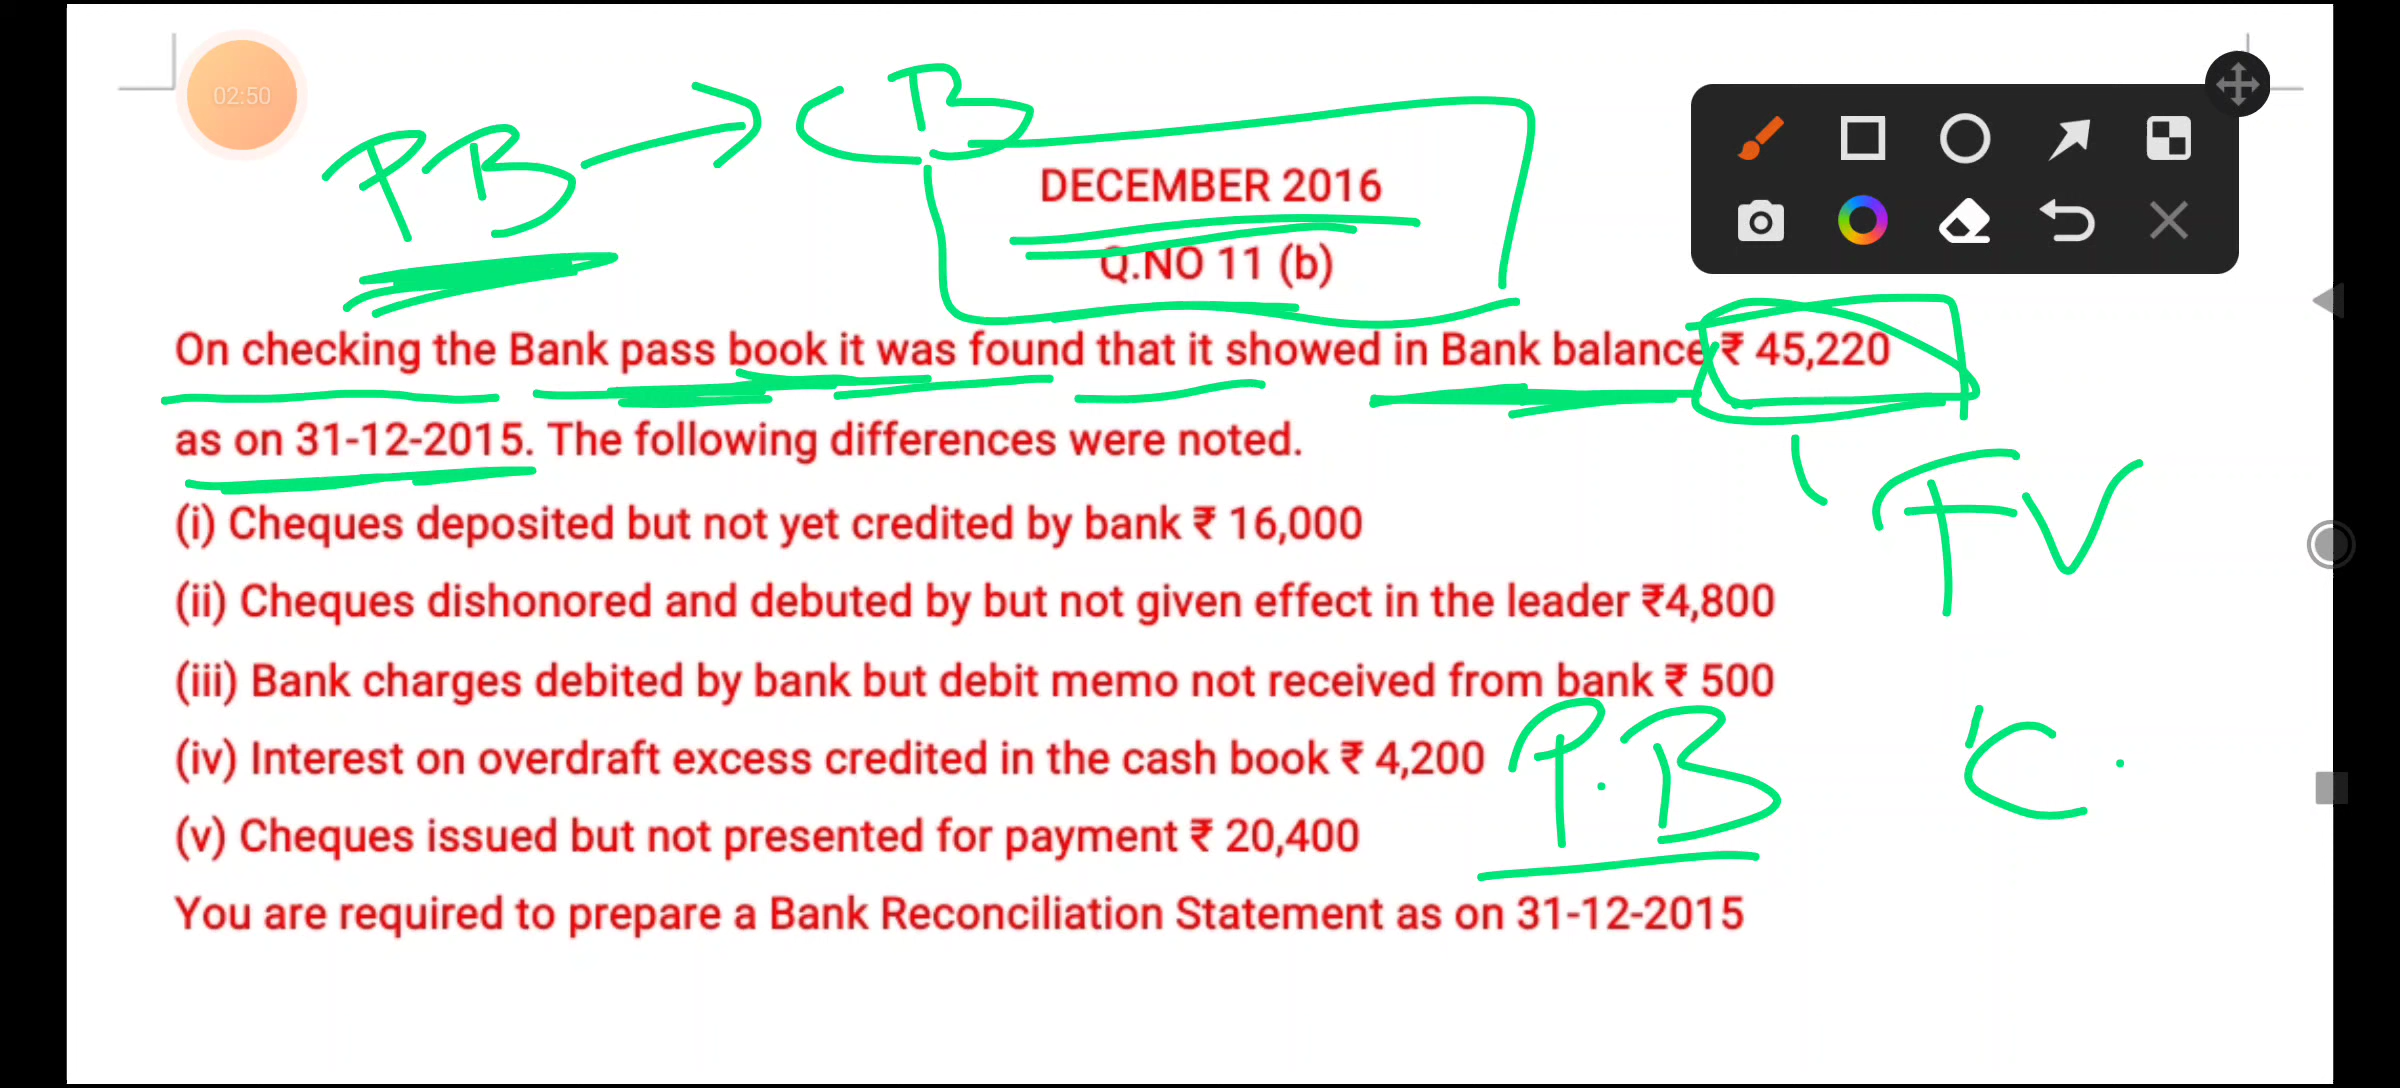 02:50
PB → CB
DECEMBER 2016
Q.NO 11 (b)
On checking the Bank pass book it was found that it showed in Bank balance ₹ 45,220
as on 31-12-2015. The following differences were noted.
FV
(i) Cheques deposited but not yet credited by bank ₹ 16,000
(ii) Cheques dishonored and debuted by but not given effect in the leader ₹4,800
(iii) Bank charges debited by bank but debit memo not received from bank ₹ 500
(iv) Interest on overdraft excess credited in the cash book ₹ 4,200
P.B C.
(v) Cheques issued but not presented for payment ₹ 20,400
You are required to prepare a Bank Reconciliation Statement as on 31-12-2015